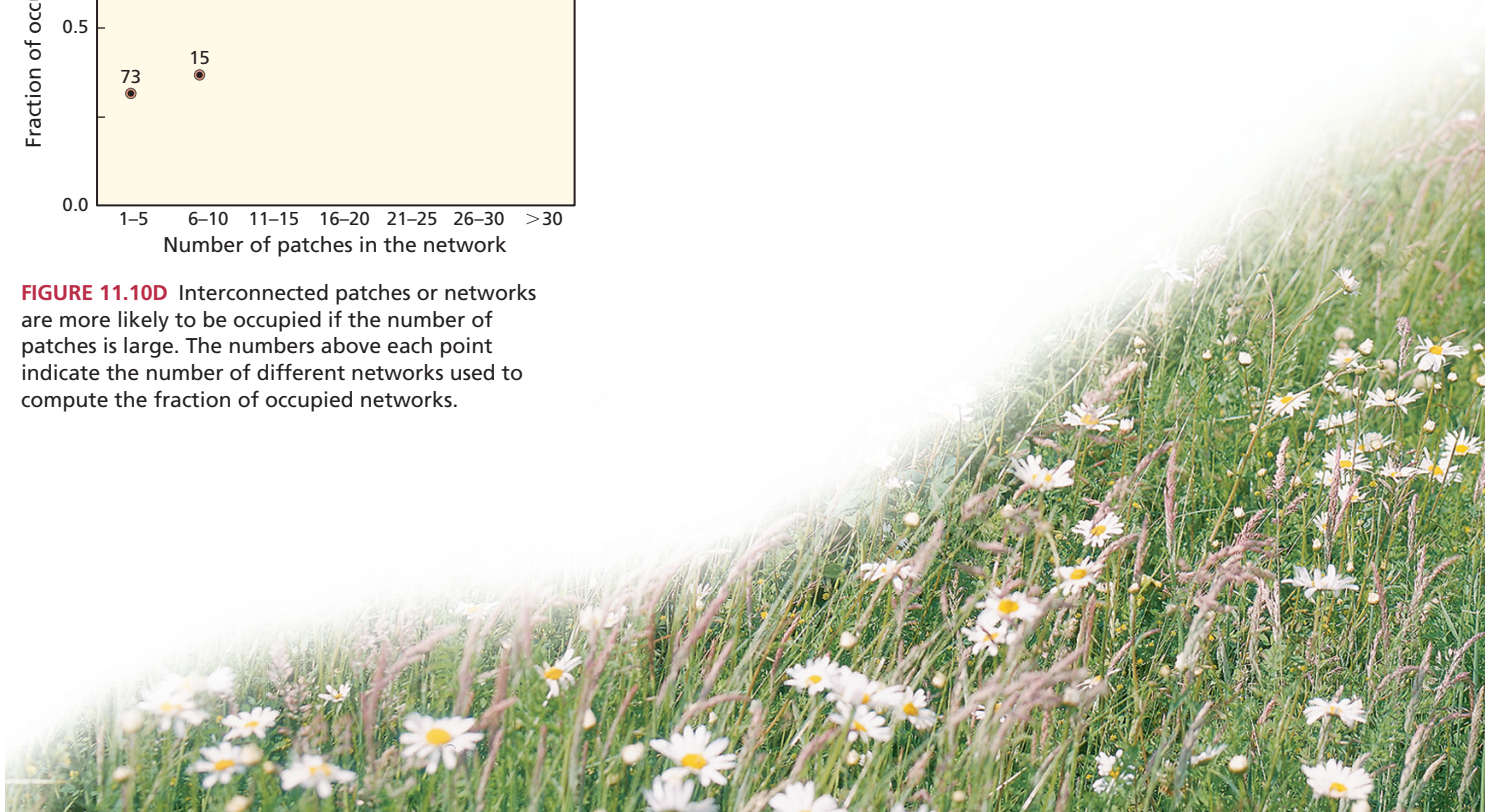 Fraction of occu
0.5
15
73
0.0
1–5 6–10 11–15 16–20 21–25 26–30 >30
Number of patches in the network
FIGURE 11.10D Interconnected patches or networks
are more likely to be occupied if the number of
patches is large. The numbers above each point
indicate the number of different networks used to
compute the fraction of occupied networks.